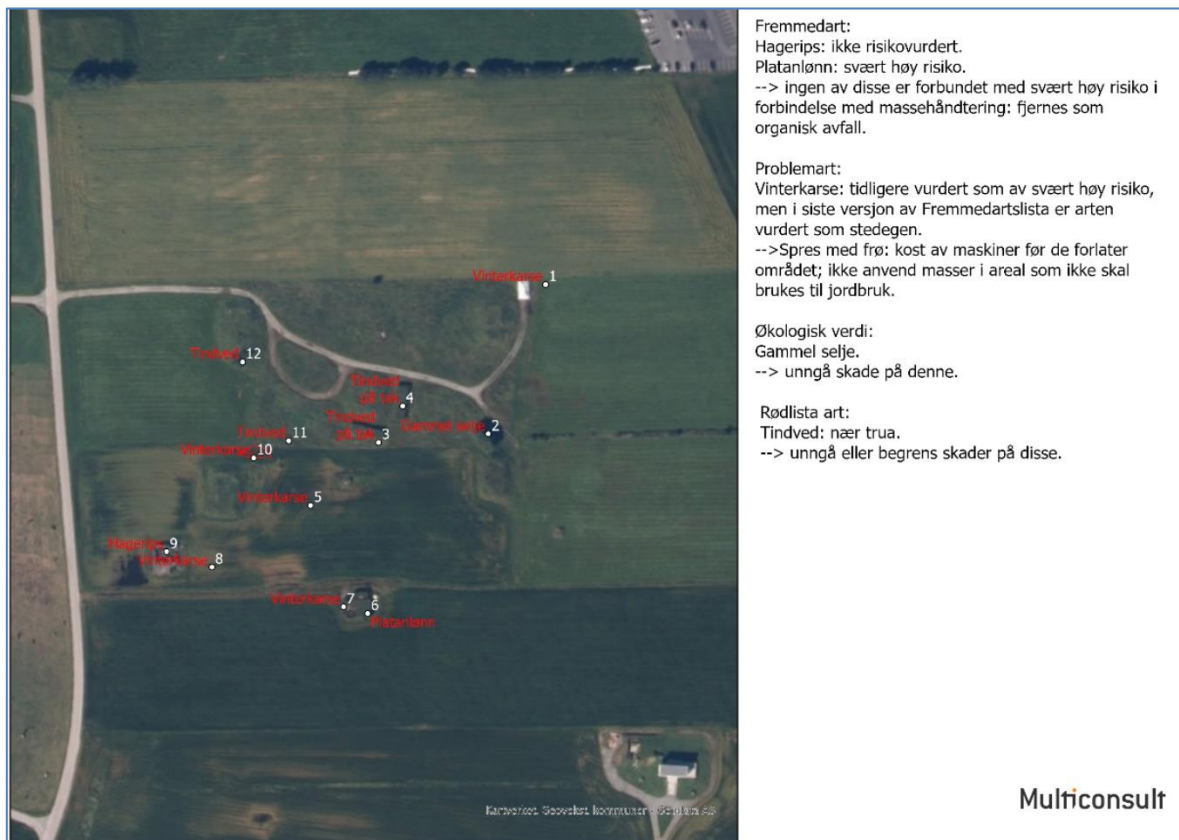 Fremmedart:
Hagerips: ikke risikovurdert.
Platanlønn: svært høy risiko.
--> ingen av disse er forbundet med svært høy risiko i
forbindelse med massehåndtering: fjernes som
organisk avfall.
Problemart:
Vinterkarse: tidligere vurdert som av svært høy risiko,
men i siste versjon av Fremmedartslista er arten
vurdert som stedegen.
-->Spres med frø: kost av maskiner før de forlater
området; ikke anvend masser i areal som ikke skal
brukes til jordbruk.
Økologisk verdi:
Gammel selje.
--> unngå skade på denne.
Rødlista art:
Tindved: nær trua.
--> unngå eller begrens skader på disse.
Vinterkarse 1
Tindved 12
Tindved
på tak 4
Tindved
på tak 3
Gammel selje 2
Tindved 11
Vinterkarse 10
Vinterkarse 5
Hagerips 9
Vinterkarse 8
Vinterkarse 7
6
Platanlønn
Kartverket, Geovekst, kommuner -
Multiconsult